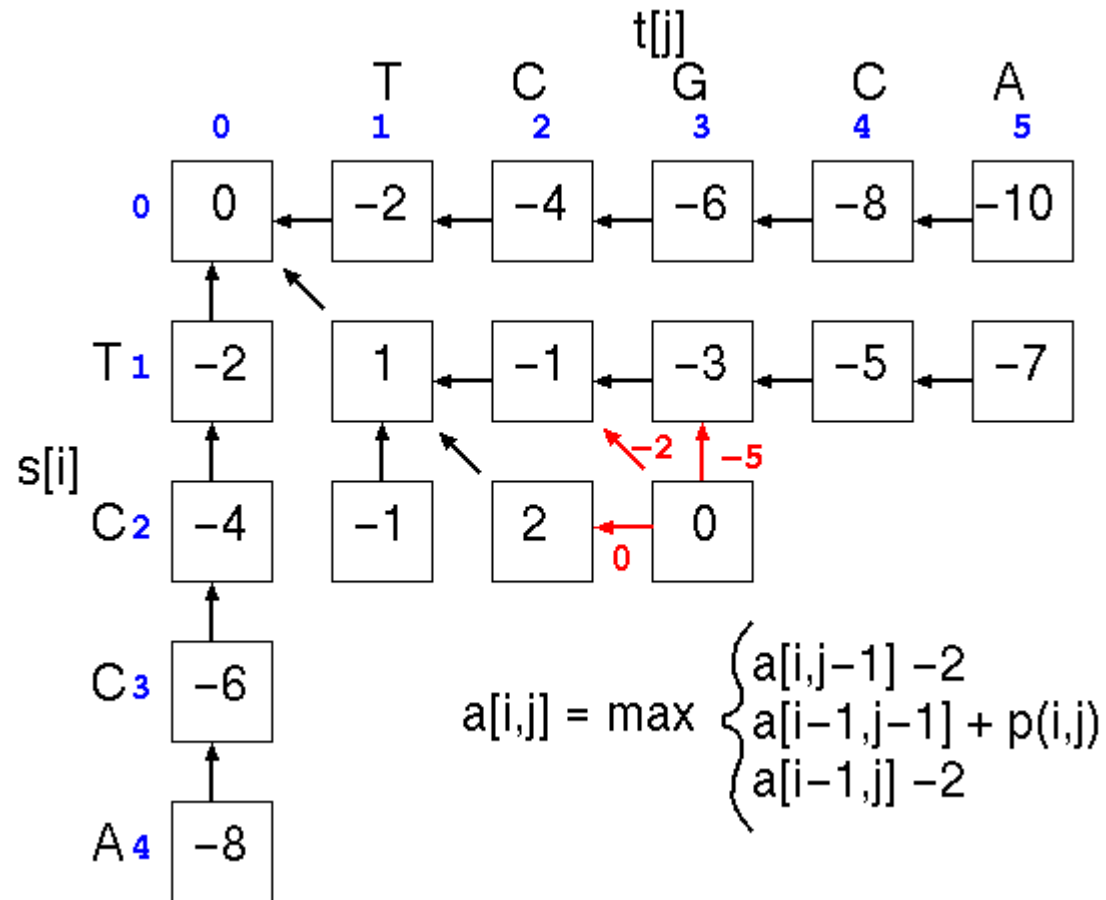 t[j]
T C G C A
0 1 2 3 4 5
0 0 −2 −4 −6 −8 −10
T 1 −2 1 −1 −3 −5 −7
−2 −5
s[i]
C 2 −4 −1 2 0
0
C 3 −6
a[i,j] = max
a[i,j−1] −2
a[i−1,j−1] + p(i,j)
a[i−1,j] −2
A 4 −8